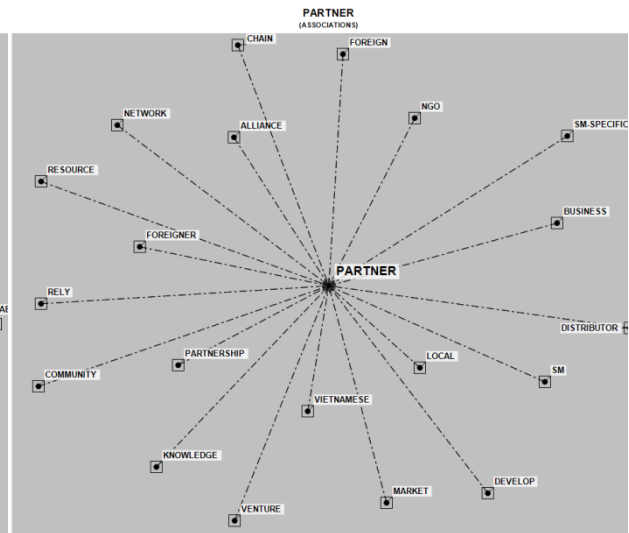 PARTNER
(ASSOCIATIONS)
CHAIN
FOREIGN
NGO
NETWORK
ALLIANCE
SM-SPECIFIC
RESOURCE
BUSINESS
FOREIGNER
PARTNER
RELY
DISTRIBUTOR
PARTNERSHIP
LOCAL
COMMUNITY
SM
VIETNAMESE
KNOWLEDGE
DEVELOP
MARKET
VENTURE